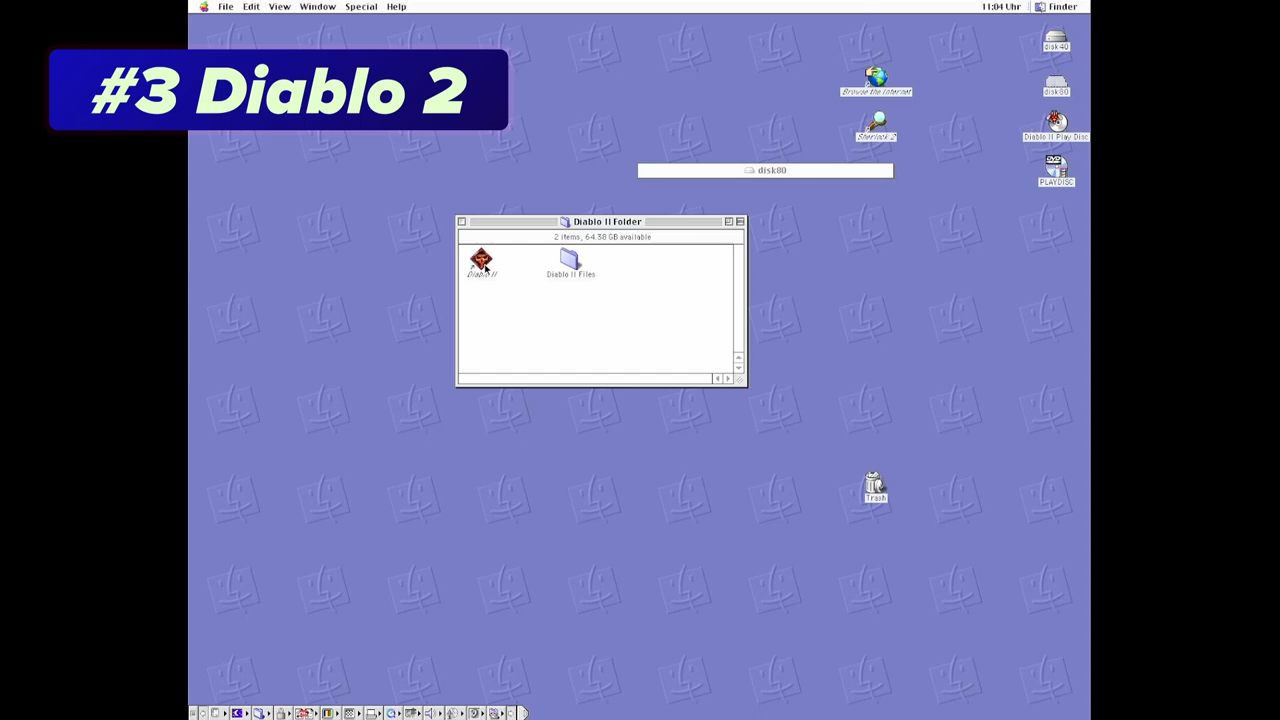 File Edit View Window Special Help
11:04 Uhr Finder
#3 Diablo 2
disk40
Browse the Internet
disk80
Sherlock 2
Diablo II Play Disc
disk80
PLAYDISC
Diablo II Folder
2 items, 64.38 GB available
Diablo II
Diablo II Files
Trash